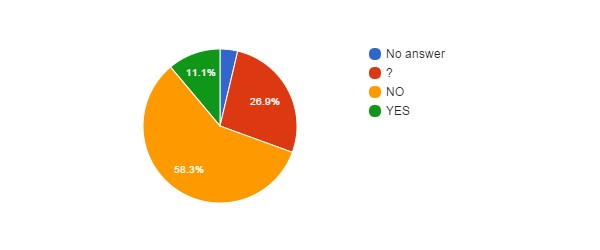 No answer
?
NO
YES
11.1%
26.9%
58.3%